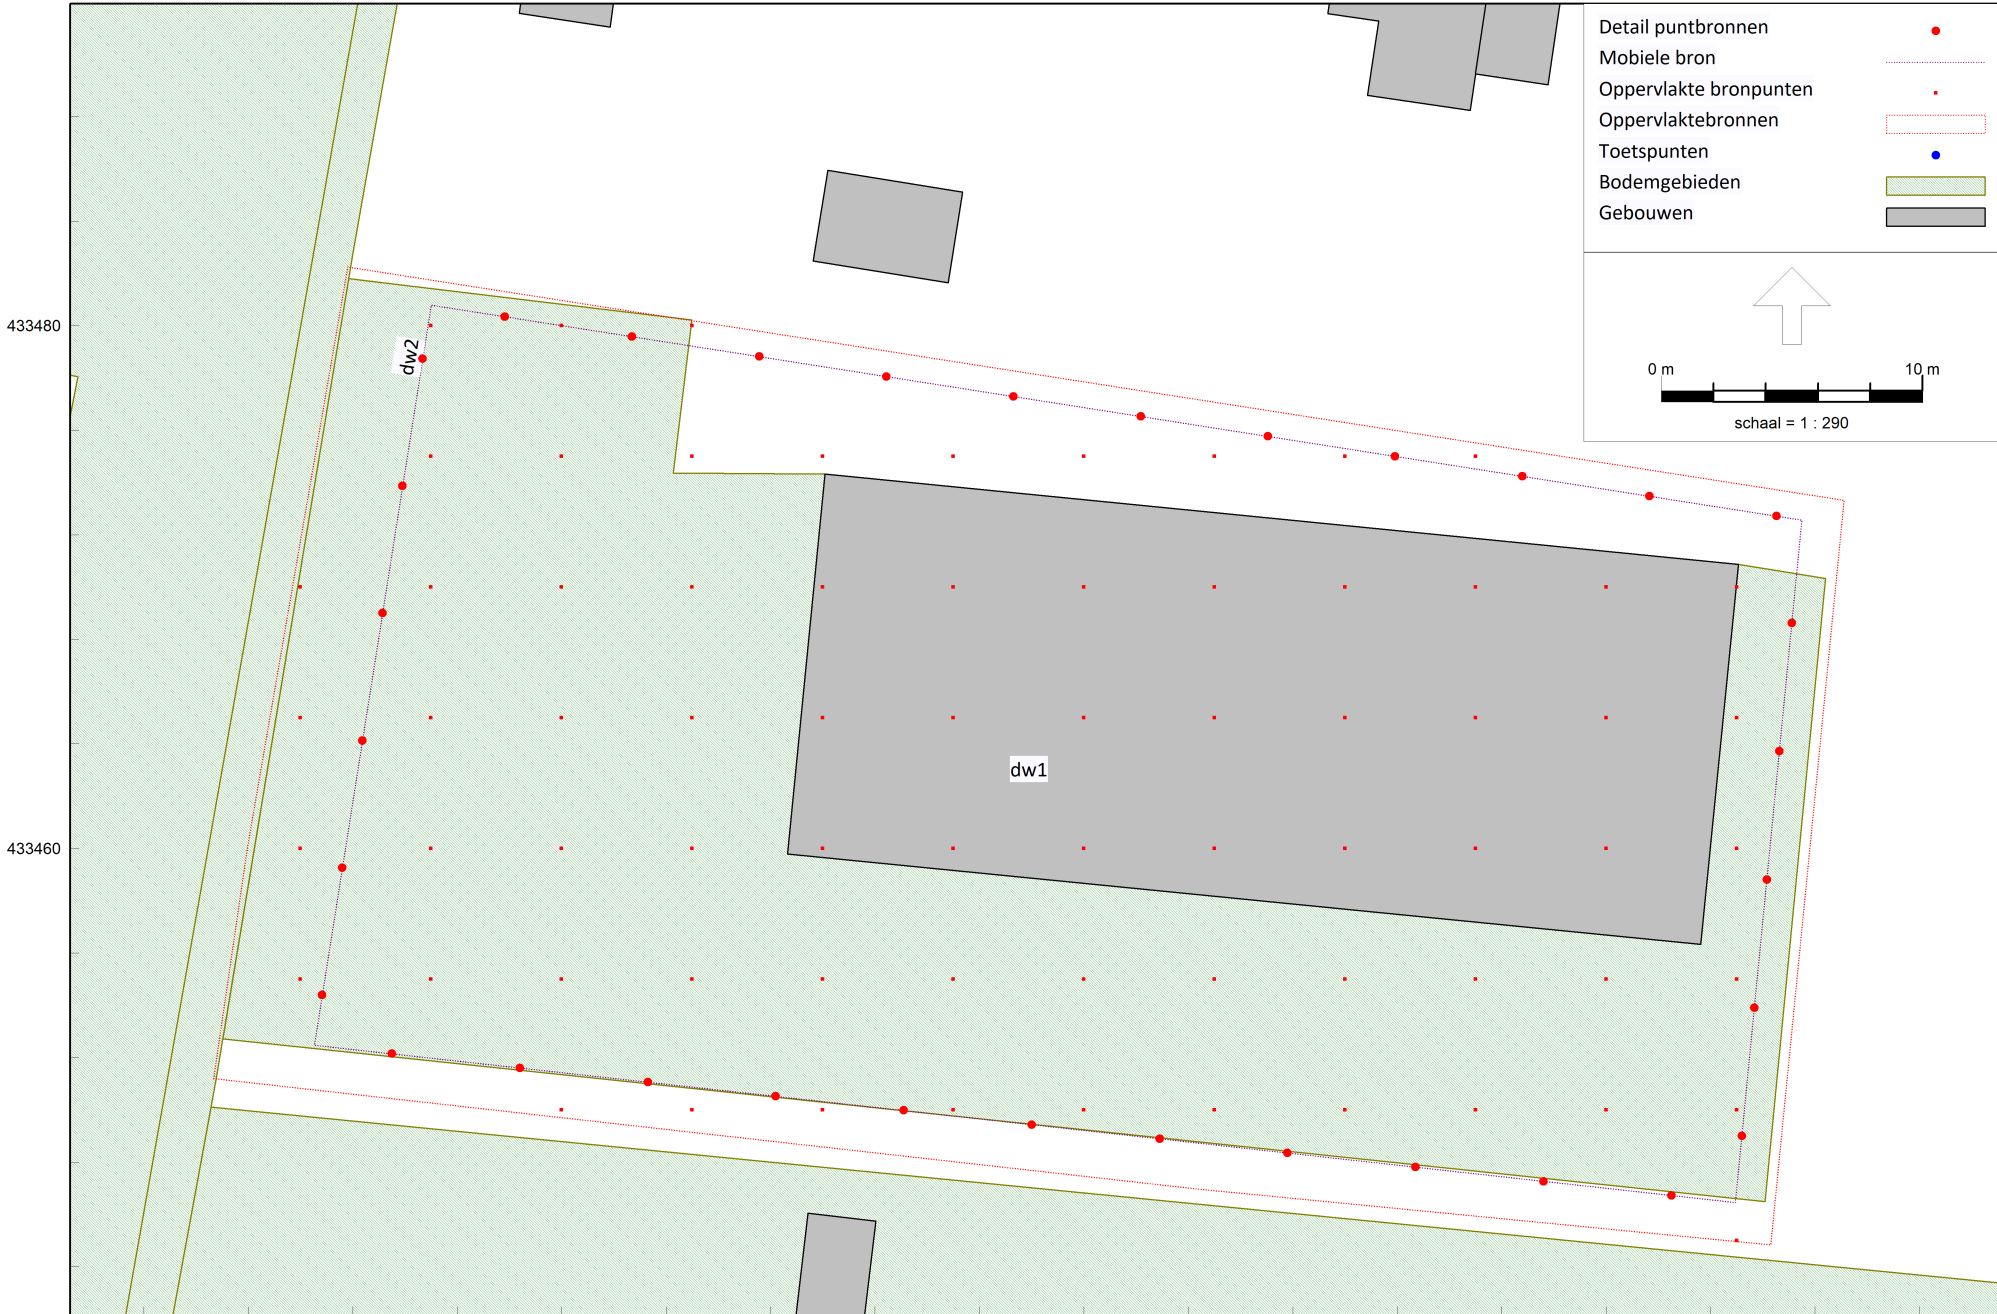 Detail puntbronnen
Mobiele bron
Oppervlakte bronpunten
Oppervlaktebronnen
Toetspunten
Bodemgebieden
Gebouwen
0 m 10 m
schaal = 1 : 290
433480
dw2
dw1
433460